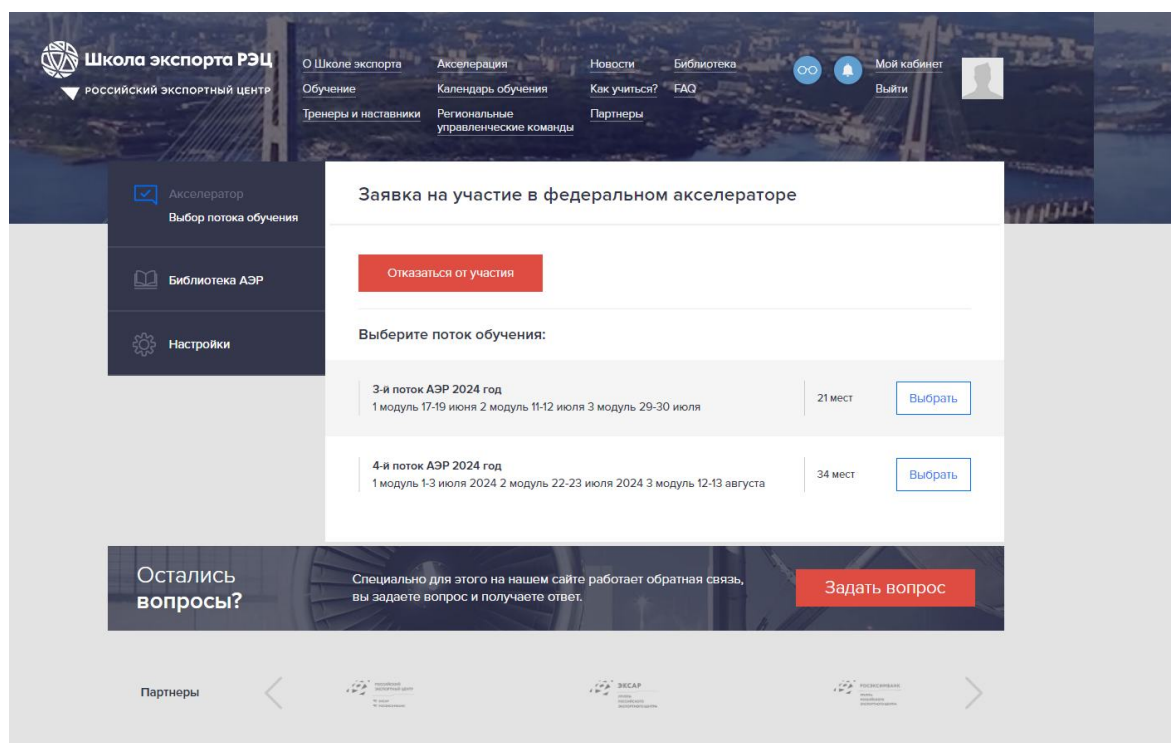 Школа экспорта РЭЦ
РОССИЙСКИЙ ЭКСПОРТНЫЙ ЦЕНТР
О Школе экспорта
Обучение
Тренеры и наставники
Акселерация
Календарь обучения
Региональные
управленческие команды
Новости
Как учиться?
Партнеры
Библиотека
FAQ
Мой кабинет
Выйти
Акселератор
Выбор потока обучения
Библиотека АЭР
Настройки
Заявка на участие в федеральном акселераторе
Отказаться от участия
Выберите поток обучения:
3-й поток АЭР 2024 год
1 модуль 17-19 июня 2 модуль 11-12 июля 3 модуль 29-30 июля
21 мест
Выбрать
4-й поток АЭР 2024 год
1 модуль 1-3 июля 2024 2 модуль 22-23 июля 2024 3 модуль 12-13 августа
34 мест
Выбрать
Остались
вопросы?
Специально для этого на нашем сайте работает обратная связь,
вы задаете вопрос и получаете ответ.
Задать вопрос
Партнеры
РОССИЙСКИЙ
ЭКСПОРТНЫЙ ЦЕНТР
ЭКСАР
РОСЭКСИМБАНК